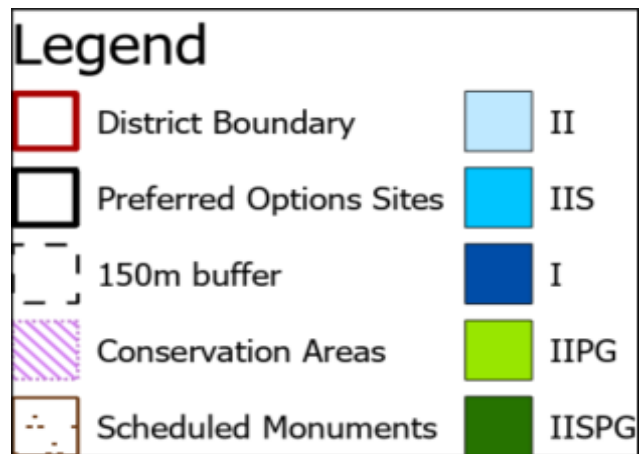 Legend
District Boundary
Preferred Options Sites
150m buffer
Conservation Areas
Scheduled Monuments
II
IIS
I
IIPG
IISPG